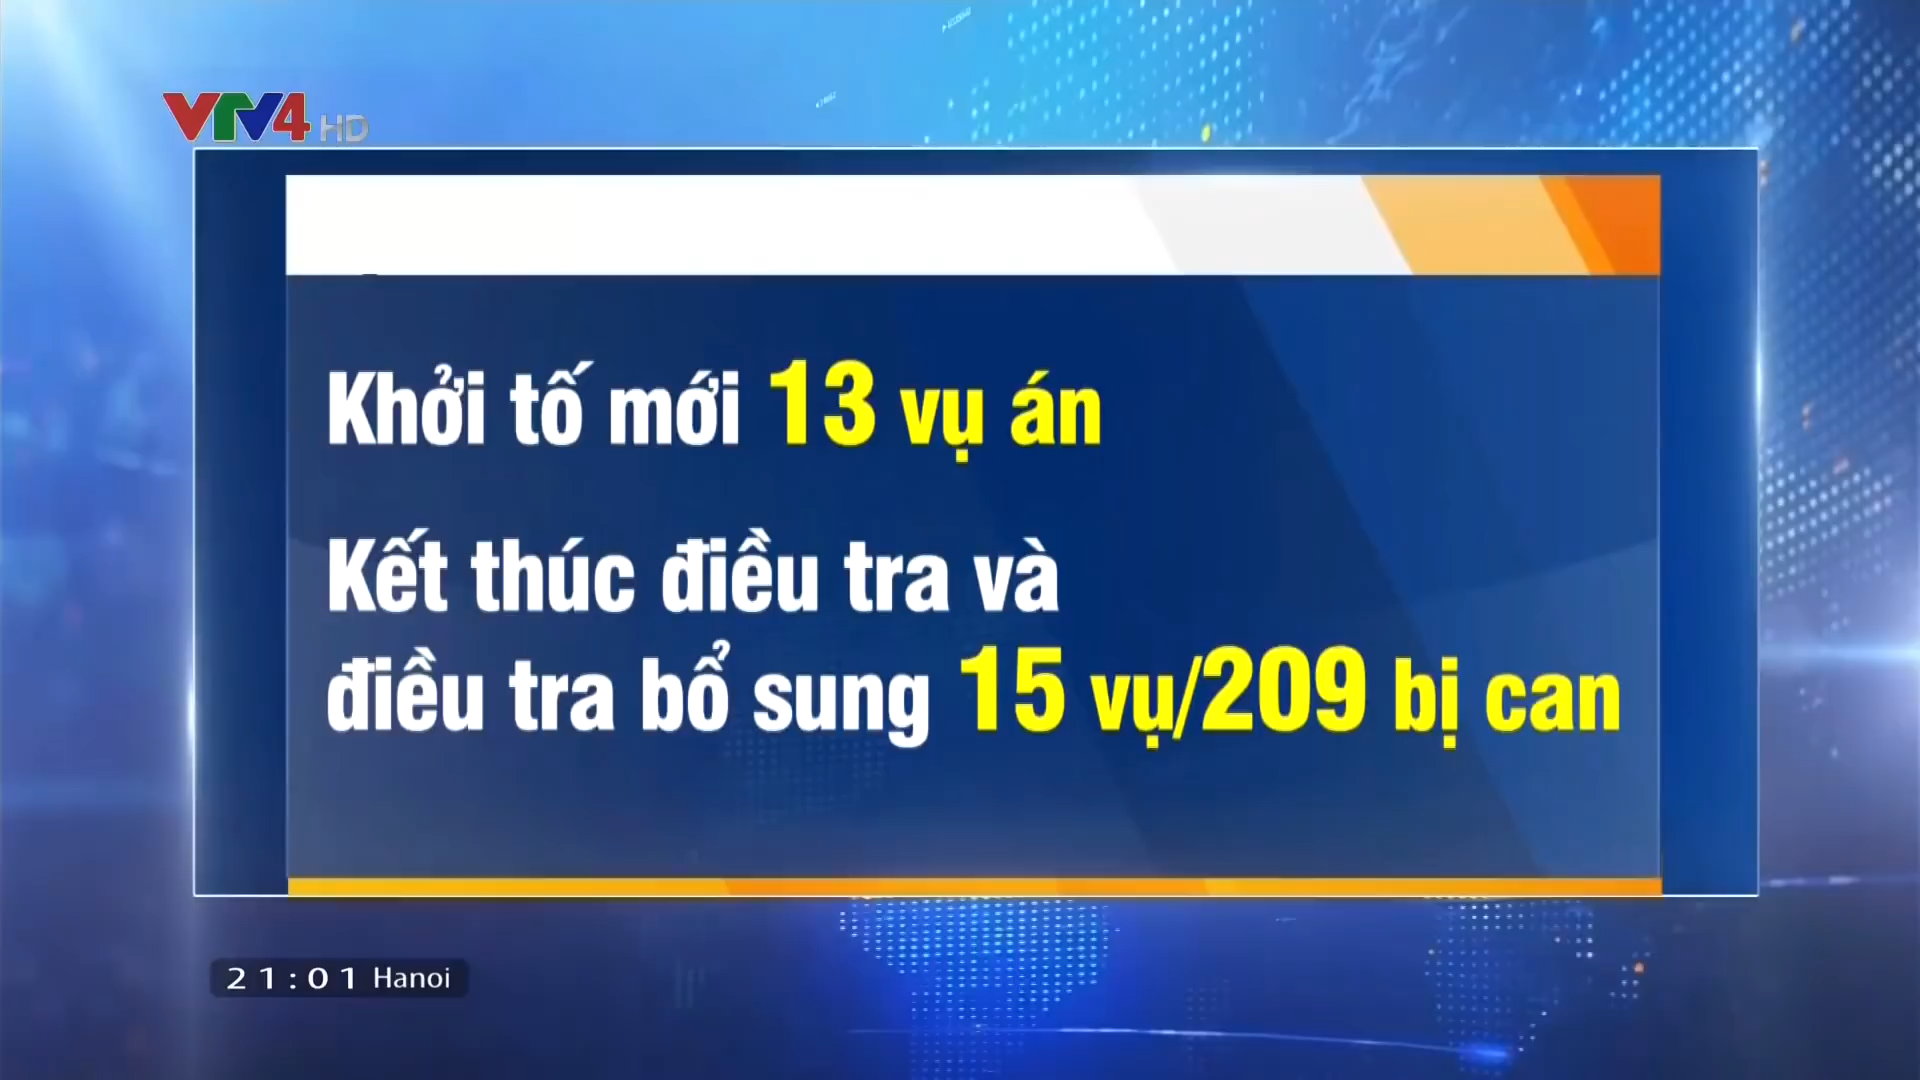 VTV4 HD
Khởi tố mới 13 vụ án
Kết thúc điều tra và
điều tra bổ sung 15 vụ/209 bị can
21:01 Hanoi